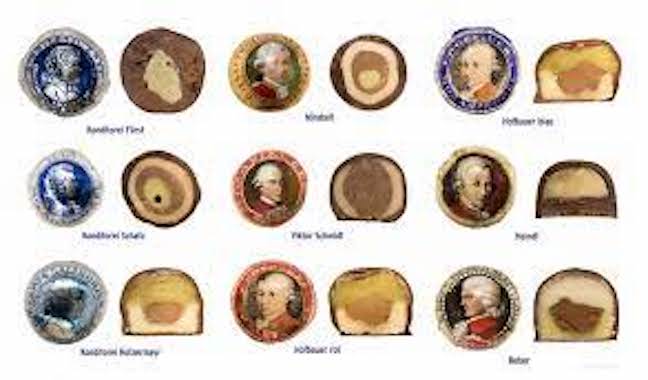 Konditorei Fürst
Mirabell
Hofbauer blau
Konditorei Schatz
Viktor Schmidt
Heindl
Konditorei Holzermayr
Hofbauer rot
Reber